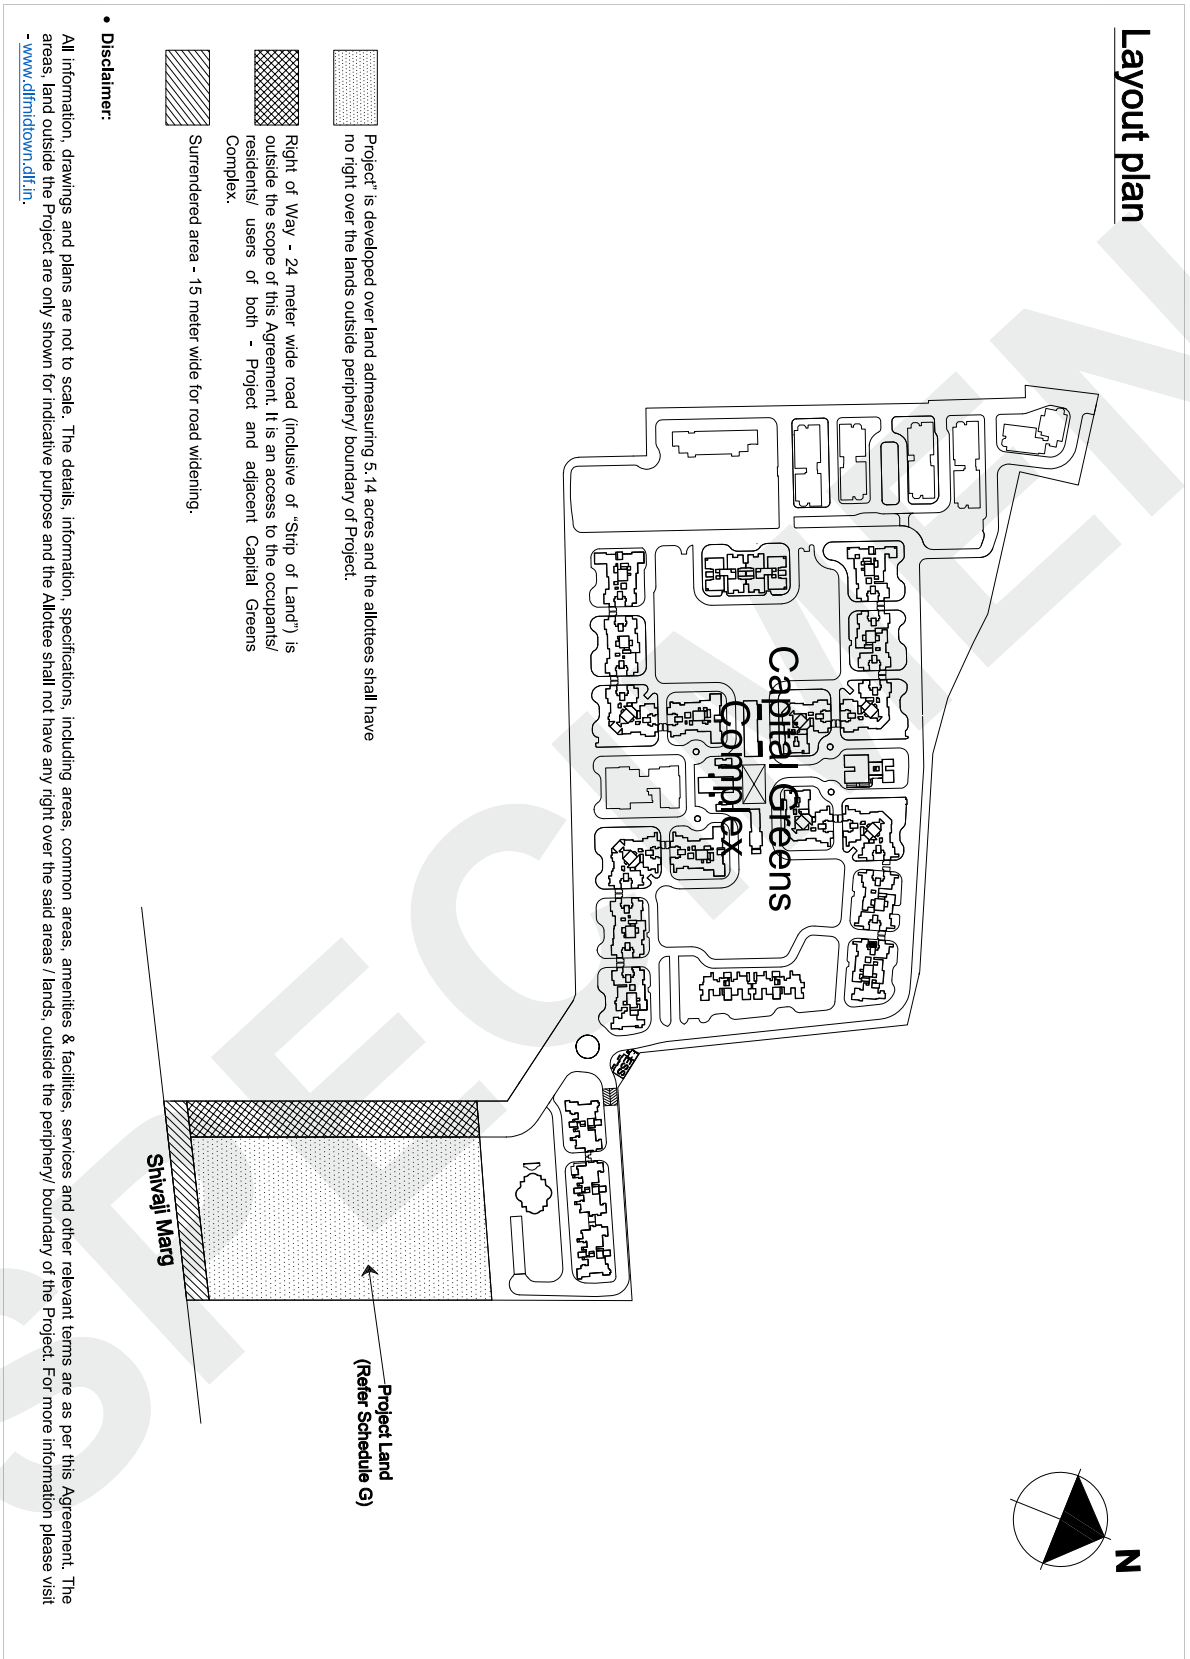 Layout plan
N
Capital Greens
Complex
ESS
Project Land
(Refer Schedule G)
Shivaji Marg
Project” is developed over land admeasuring 5.14 acres and the allottees shall have
no right over the lands outside periphery/ boundary of Project.
Right of Way - 24 meter wide road (inclusive of “Strip of Land”) is
outside the scope of this Agreement. It is an access to the occupants/
residents/ users of both - Project and adjacent Capital Greens
Complex.
Surrendered area - 15 meter wide for road widening.
• Disclaimer:
All information, drawings and plans are not to scale. The details, information, specifications, including areas, common areas, amenities & facilities, services and other relevant terms are as per this Agreement. The
areas, land outside the Project are only shown for indicative purpose and the Allottee shall not have any right over the said areas / lands, outside the periphery/ boundary of the Project. For more information please visit
- www.dlfmidtown.dlf.in.
SPECIMEN